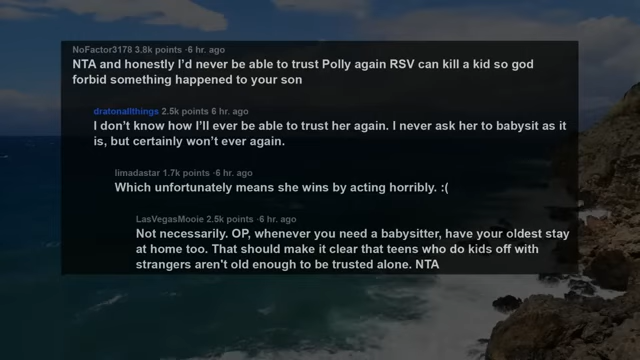 NoFactor3178 3.8k points ·6 hr. ago
NTA and honestly I'd never be able to trust Polly again RSV can kill a kid so god
forbid something happened to your son
dratonallthings 2.5k points 6 hr. ago
I don't know how I'll ever be able to trust her again. I never ask her to babysit as it
is, but certainly won't ever again.
limadastar 1.7k points ·6 hr. ago
Which unfortunately means she wins by acting horribly. :(
LasVegasMooie 2.5k points ·6 hr. ago
Not necessarily. OP, whenever you need a babysitter, have your oldest stay
at home too. That should make it clear that teens who do kids off with
strangers aren't old enough to be trusted alone. NTA